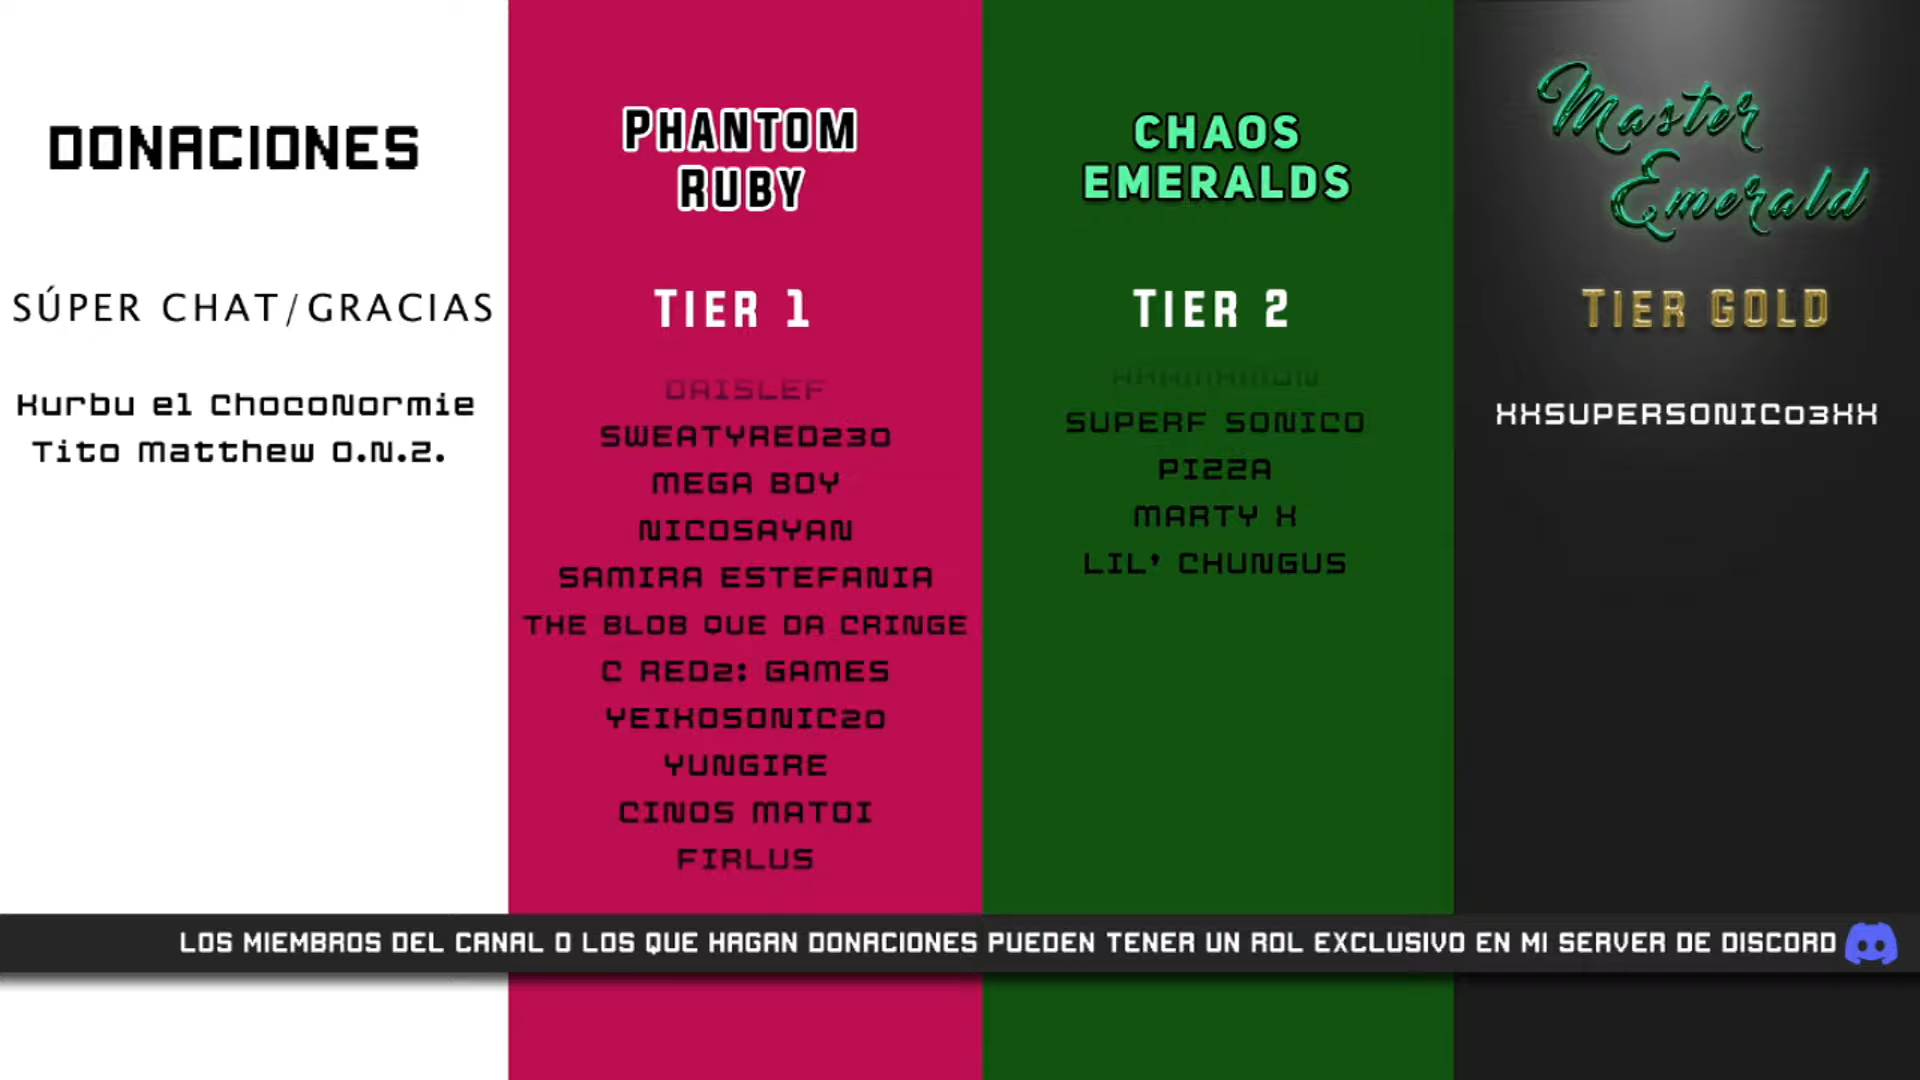 DONACIONES
SÚPER CHAT/GRACIAS
Kurbu el ChocoNormie
Tito Matthew O.N.Z.
PHANTOM
RUBY
TIER 1
DAISLEF
SWEATYRED230
MEGA BOY
NICOSAYAN
SAMIRA ESTEFANIA
THE BLOB QUE DA CRINGE
C RED2: GAMES
YEIKOSONIC20
YUNGIRE
CINOS MATOI
FIRLUS
CHAOS
EMERALDS
TIER 2
SUPERF SONICO
PIZZA
MARTY X
LIL' CHUNGUS
Master
Emerald
TIER GOLD
XXSUPERSONIC03XX
LOS MIEMBROS DEL CANAL O LOS QUE HAGAN DONACIONES PUEDEN TENER UN ROL EXCLUSIVO EN MI SERVER DE DISCORD